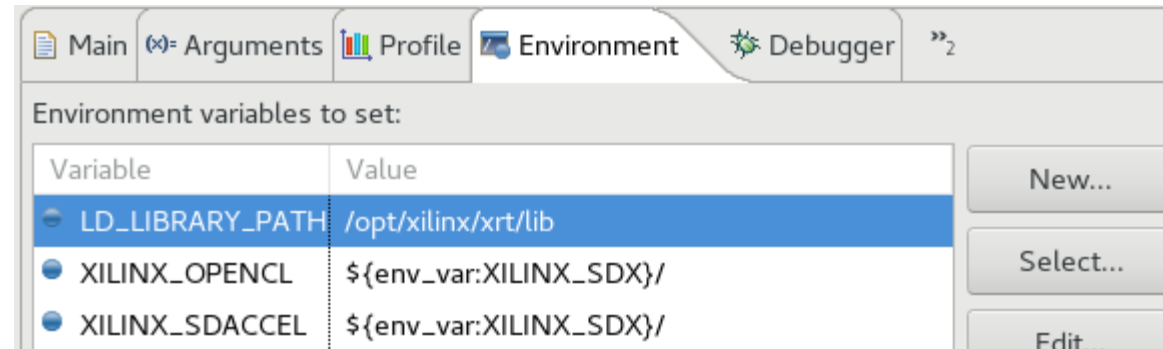 Main (x)= Arguments Profile Environment Debugger »2
Environment variables to set:
Variable Value
New...
LD_LIBRARY_PATH /opt/xilinx/xrt/lib
Select...
XILINX_OPENCL ${env_var:XILINX_SDX}/
XILINX_SDACCEL ${env_var:XILINX_SDX}/
Edit...